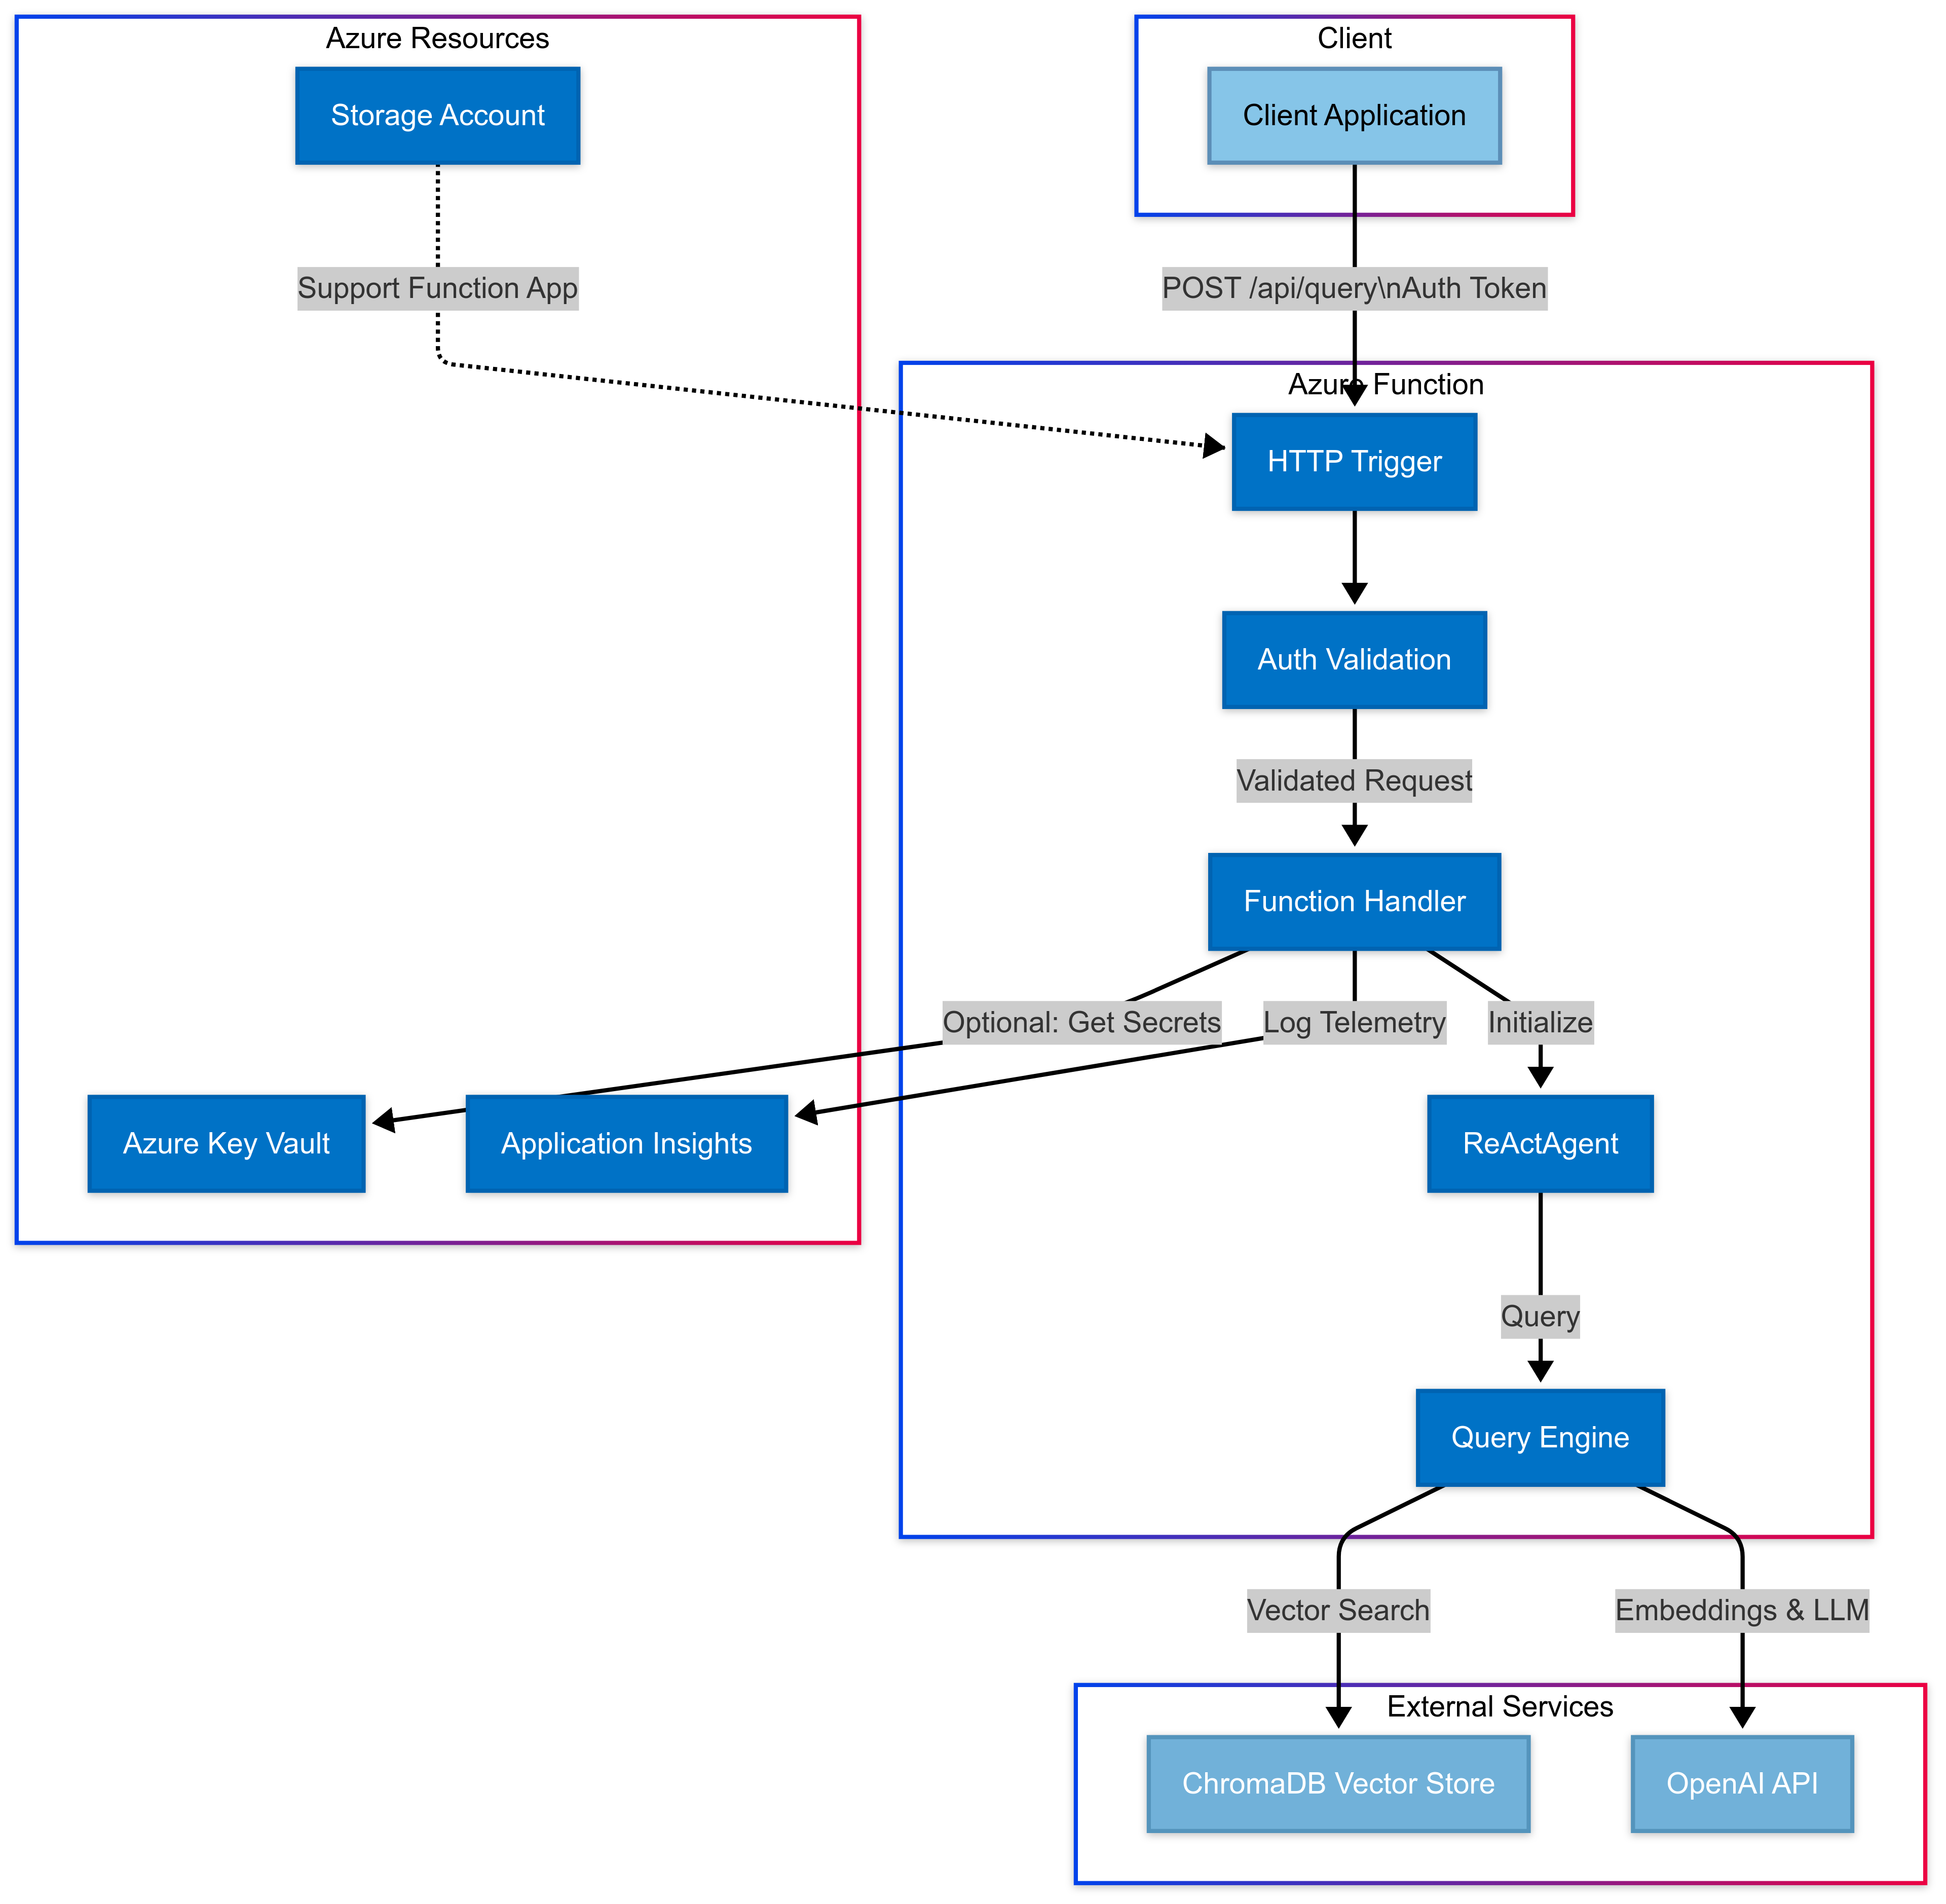 Azure Resources
Storage Account
Support Function App
Client
Client Application
POST /api/query\nAuth Token
Azure Function
HTTP Trigger
Auth Validation
Validated Request
Function Handler
Optional: Get Secrets
Log Telemetry
Initialize
Azure Key Vault
Application Insights
ReActAgent
Query
Query Engine
Vector Search
Embeddings & LLM
External Services
ChromaDB Vector Store
OpenAI API